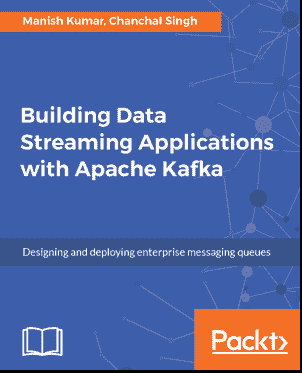 Manish Kumar, Chanchal Singh
Building Data
Streaming Applications
with Apache Kafka
Designing and deploying enterprise messaging queues
Packt>